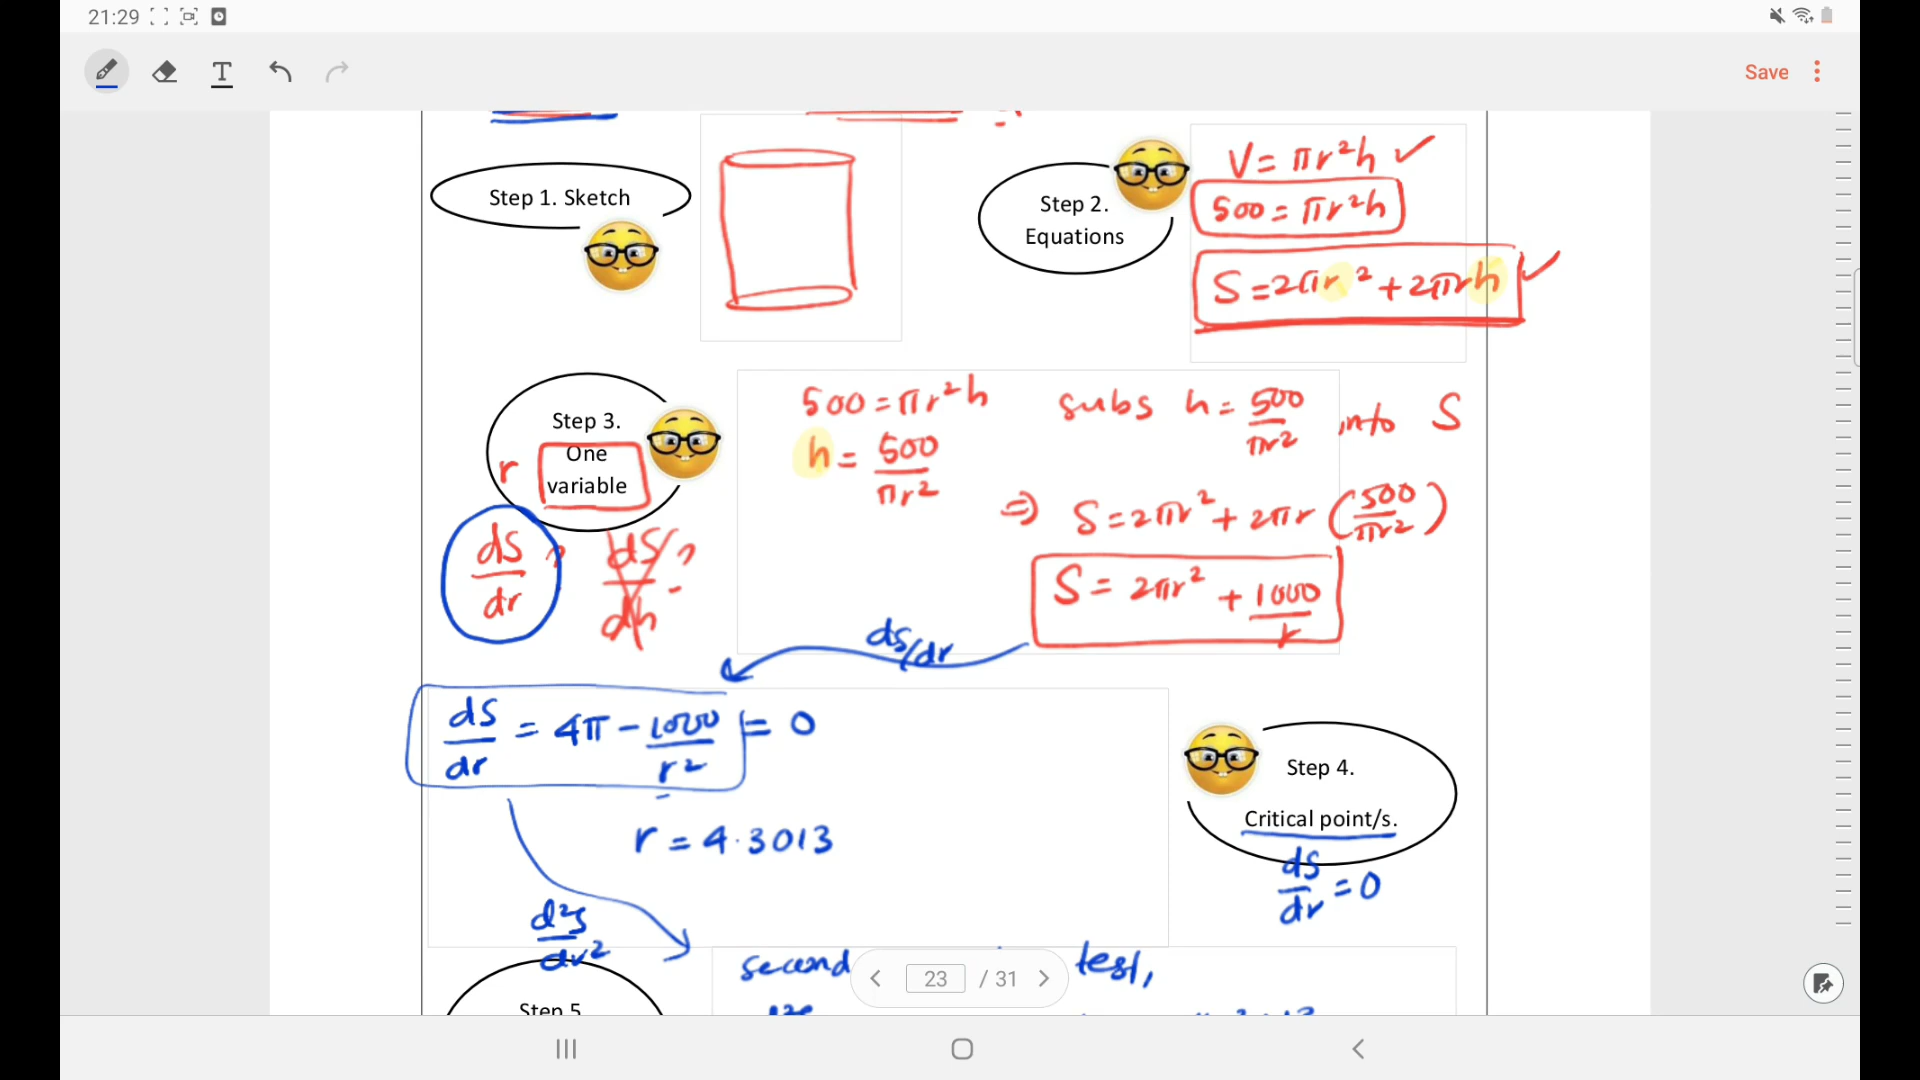 21:29
T
Save
Step 1. Sketch
Step 2.
Equations
V = πr²h ✓
500 = πr²h
S = 2πr² + 2πrh ✓
Step 3.
One
variable
r
dS/dr ?
dS/dh ?
500 = πr²h
h = 500/πr²
subs h = 500/πr² into S
⇒ S = 2πr² + 2πr (500/πr²)
S = 2πr² + 1000/r
ds/dr
dS/dr = 4π - 1000/r² = 0
r = 4.3013
Step 4.
Critical point/s.
dS/dr = 0
d²s/dr²
second
test,
23 / 31
Step 5